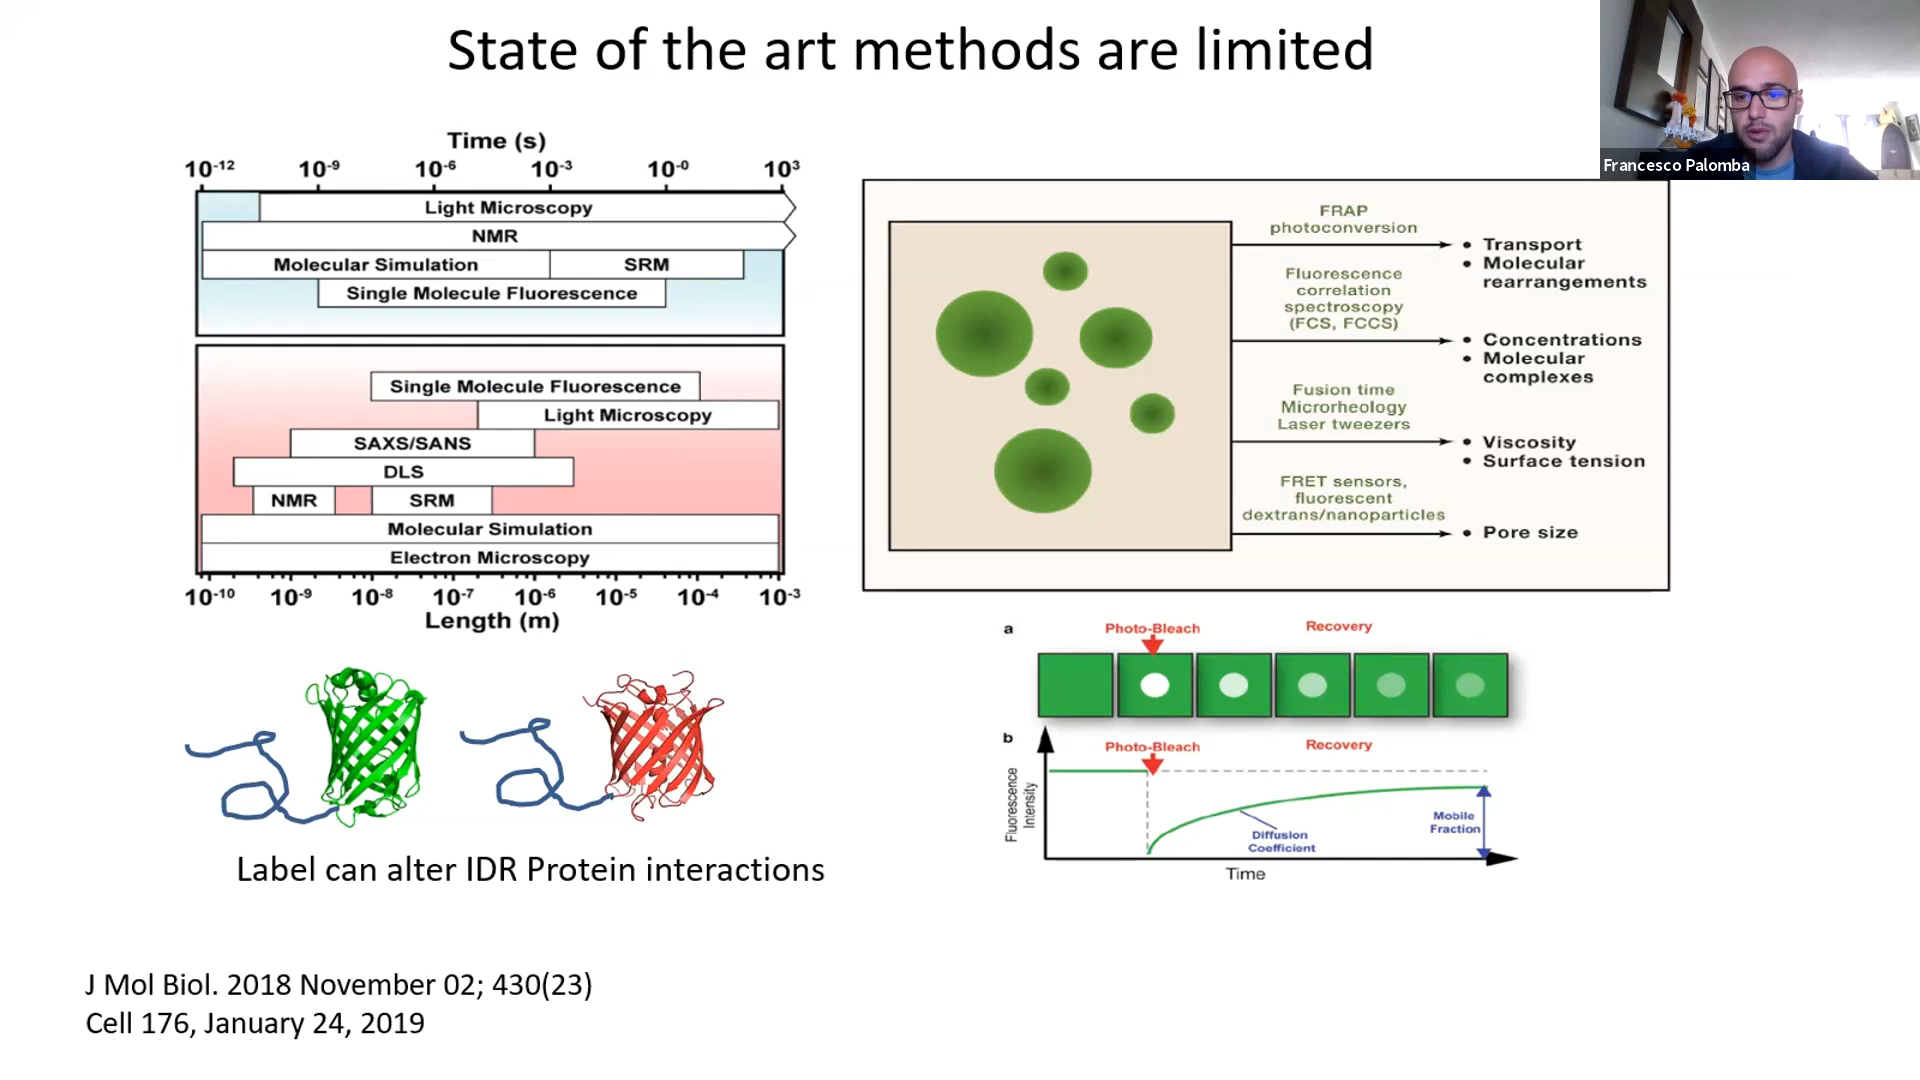 State of the art methods are limited
Francesco Palomba
Time (s)
10-12 10-9 10-6 10-3 10-0 103
Light Microscopy
NMR
Molecular Simulation SRM
Single Molecule Fluorescence
Single Molecule Fluorescence
Light Microscopy
SAXS/SANS
DLS
NMR SRM
Molecular Simulation
Electron Microscopy
10-10 10-9 10-8 10-7 10-6 10-5 10-4 10-3
Length (m)
FRAP
photoconversion
• Transport
• Molecular
rearrangements
Fluorescence
correlation
spectroscopy
(FCS, FCCS)
• Concentrations
• Molecular
complexes
Fusion time
Microrheology
Laser tweezers
• Viscosity
• Surface tension
FRET sensors,
fluorescent
dextrans/nanoparticles
• Pore size
a
Photo-Bleach Recovery
b
Photo-Bleach Recovery
Fluorescence
Intensity
Diffusion
Coefficient
Mobile
Fraction
Time
Label can alter IDR Protein interactions
J Mol Biol. 2018 November 02; 430(23)
Cell 176, January 24, 2019